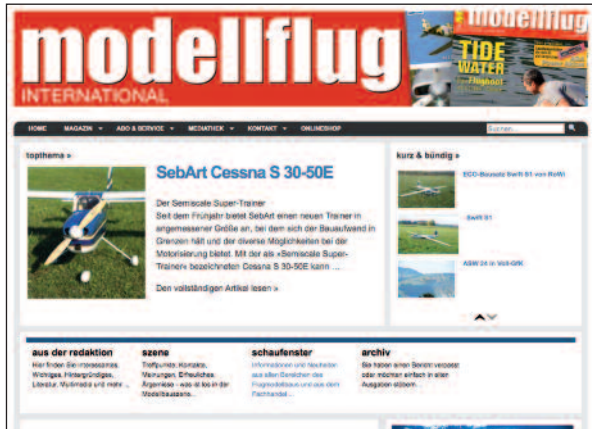 modellflug
INTERNATIONAL
modellflug
TIDE
WATER
HOME MAGAZIN ABO & SERVICE MEDIATHEK KONTAKT ONLINESHOP Suchen...
topthema »
SebArt Cessna S 30-50E
Der Semiscale Super-Trainer
Seit dem Frühjahr bietet SebArt einen neuen Trainer in
angemessener Größe an, bei dem sich der Bauaufwand in
Grenzen hält und der diverse Möglichkeiten bei der
Motorisierung bietet. Mit der als »Semiscale Super-
Trainer« bezeichneten Cessna S 30-50E kann ...
Den vollständigen Artikel lesen »
kurz & bündig »
ECO-Bausatz Swift S1 von RoWi
Swift S1
ASW 24 in Voll-GfK
aus der redaktion
Hier finden Sie Interessantes,
Wichtiges, Hintergründiges,
Literatur, Multimedia und mehr ...
szene
Treffpunkte, Kontakte,
Meinungen, Erfreuliches,
Ärgernisse - was ist los in der
Modellbauszene...
schaufenster
Informationen und Neuheiten
aus allen Bereichen des
Flugmodellbaus und aus dem
Fachhandel...
archiv
Sie haben einen Bericht verpasst
oder möchten einfach in alten
Ausgaben stöbern...